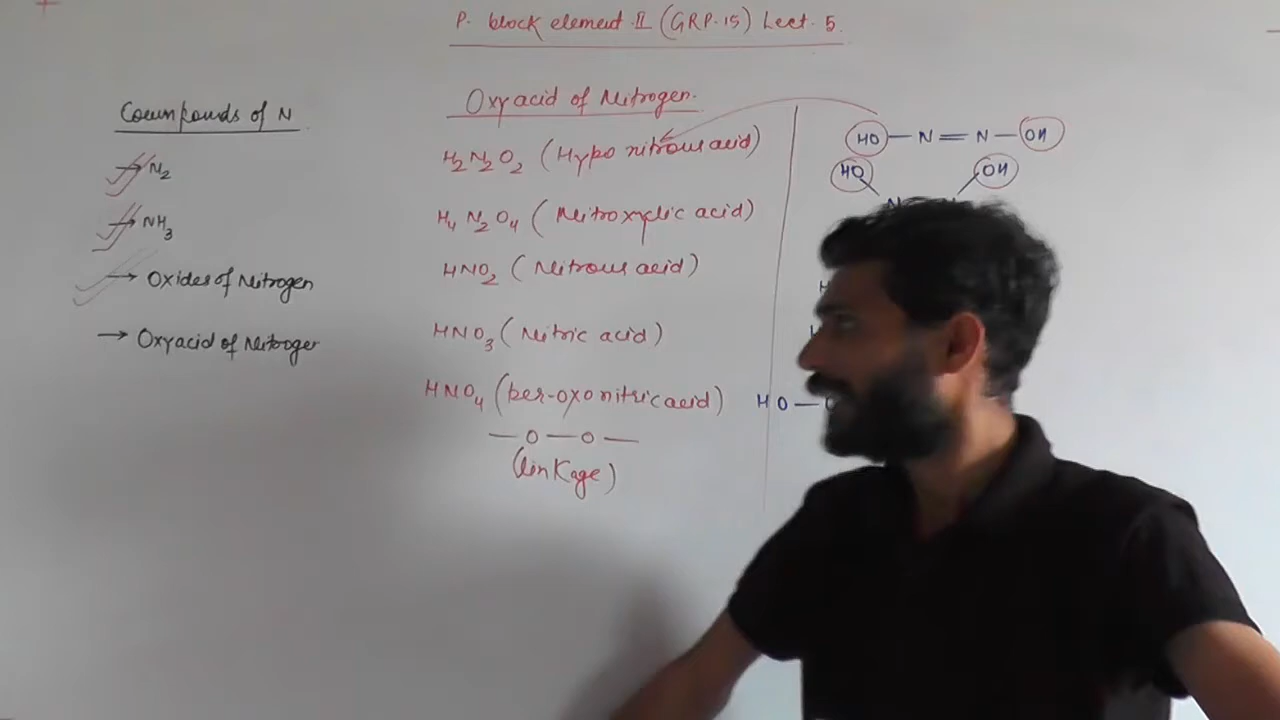 P. block element II (GRP.15) Lect. 5.
Compounds of N
→ N₂
→ NH₃
→ Oxides of Nitrogen
→ Oxyacid of Nitrogen
Oxyacid of Nitrogen.
H₂N₂O₂ (Hypo nitrous acid)
H₄N₂O₄ (Nitroxylic acid)
HNO₂ (Nitrous acid)
HNO₃ (Nitric acid)
HNO₄ (per-oxonitric acid)
—O—O—
(linkage)
HO—N=N—OH
HO OH
HO—